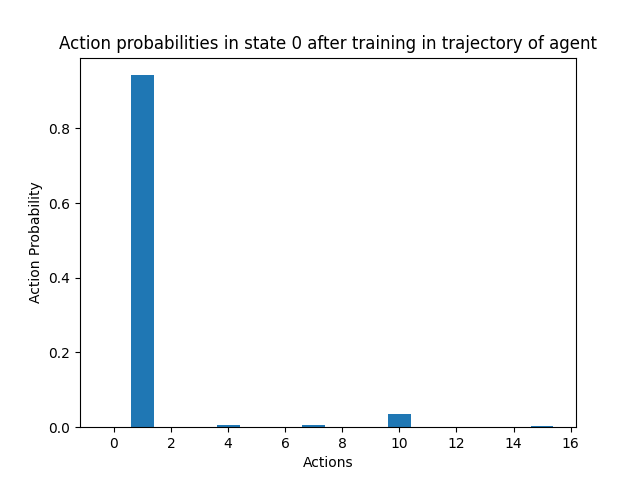 Action probabilities in state 0 after training in trajectory of agent
Action Probability
0.8
0.6
0.4
0.2
0.0
0 2 4 6 8 10 12 14 16
Actions